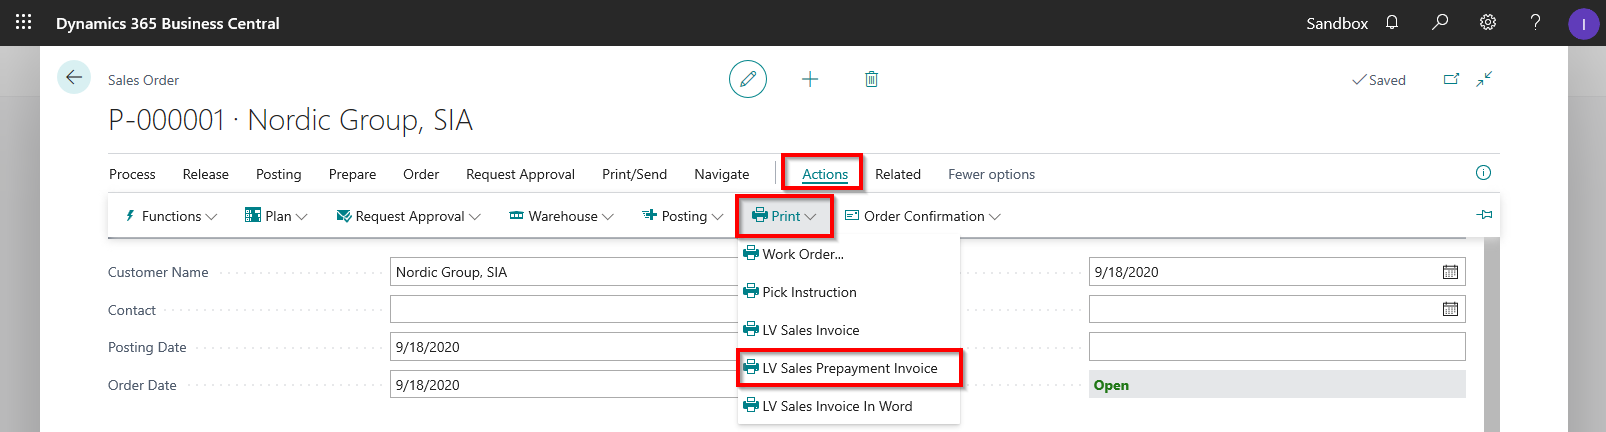 Dynamics 365 Business Central Sandbox ? I
Sales Order Saved
P-000001 · Nordic Group, SIA
Process Release Posting Prepare Order Request Approval Print/Send Navigate Actions Related Fewer options
Functions Plan Request Approval Warehouse Posting Print Order Confirmation
Work Order...
Customer Name Nordic Group, SIA 9/18/2020
Pick Instruction
Contact
LV Sales Invoice
Posting Date 9/18/2020
LV Sales Prepayment Invoice
Order Date 9/18/2020 Open
LV Sales Invoice In Word